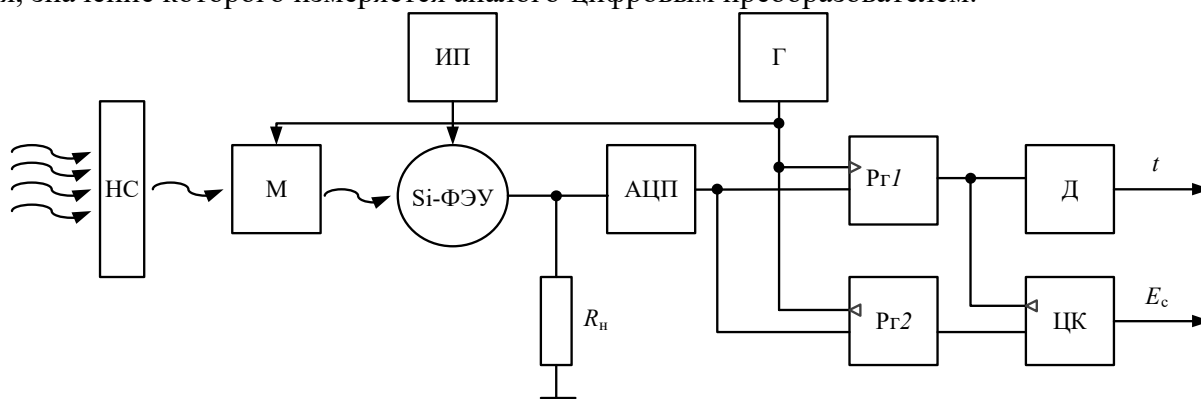 значение которого измеряется аналого-цифровым преобразователем.
ИП
Г
НС
М
Si-ФЭУ
АЦП
Рг1
Д
t
Rн
Рг2
ЦК
Eс